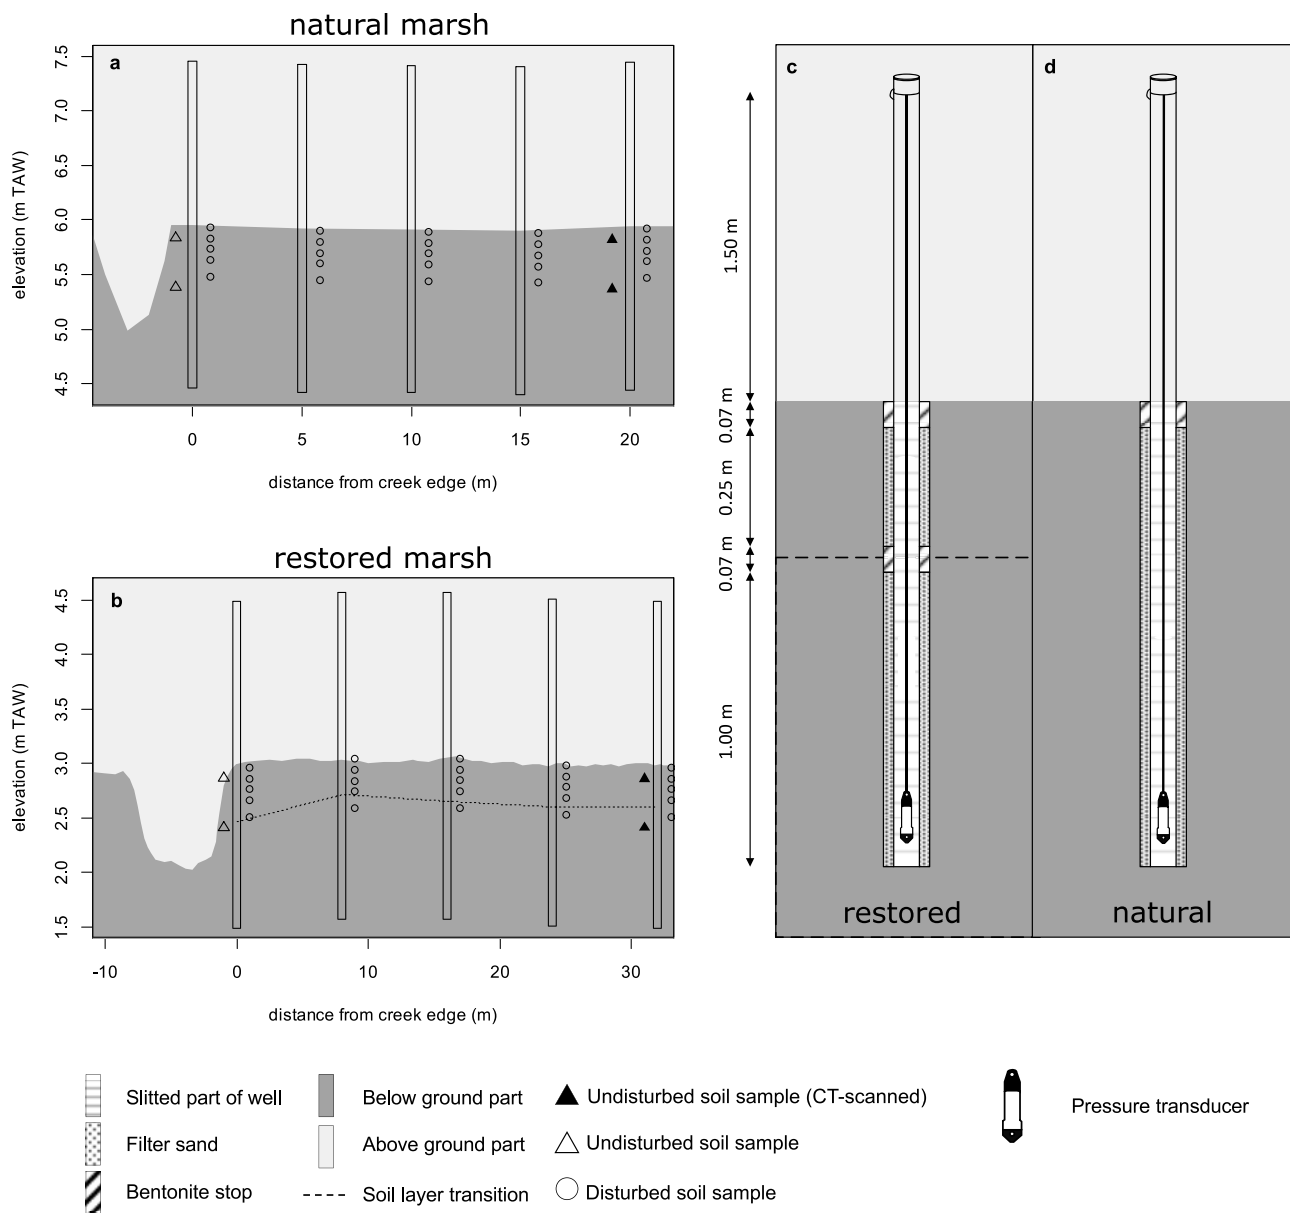 natural marsh
a
7.5
7.0
6.5
6.0
5.5
5.0
4.5
elevation (m TAW)
0
5
10
15
20
distance from creek edge (m)
restored marsh
b
4.5
4.0
3.5
3.0
2.5
2.0
1.5
elevation (m TAW)
-10
0
10
20
30
distance from creek edge (m)
c
d
1.50 m
0.07 m
0.25 m
0.07 m
1.00 m
restored
natural
Slitted part of well
Filter sand
Bentonite stop
Below ground part
Above ground part
Soil layer transition
Undisturbed soil sample (CT-scanned)
Undisturbed soil sample
Disturbed soil sample
Pressure transducer